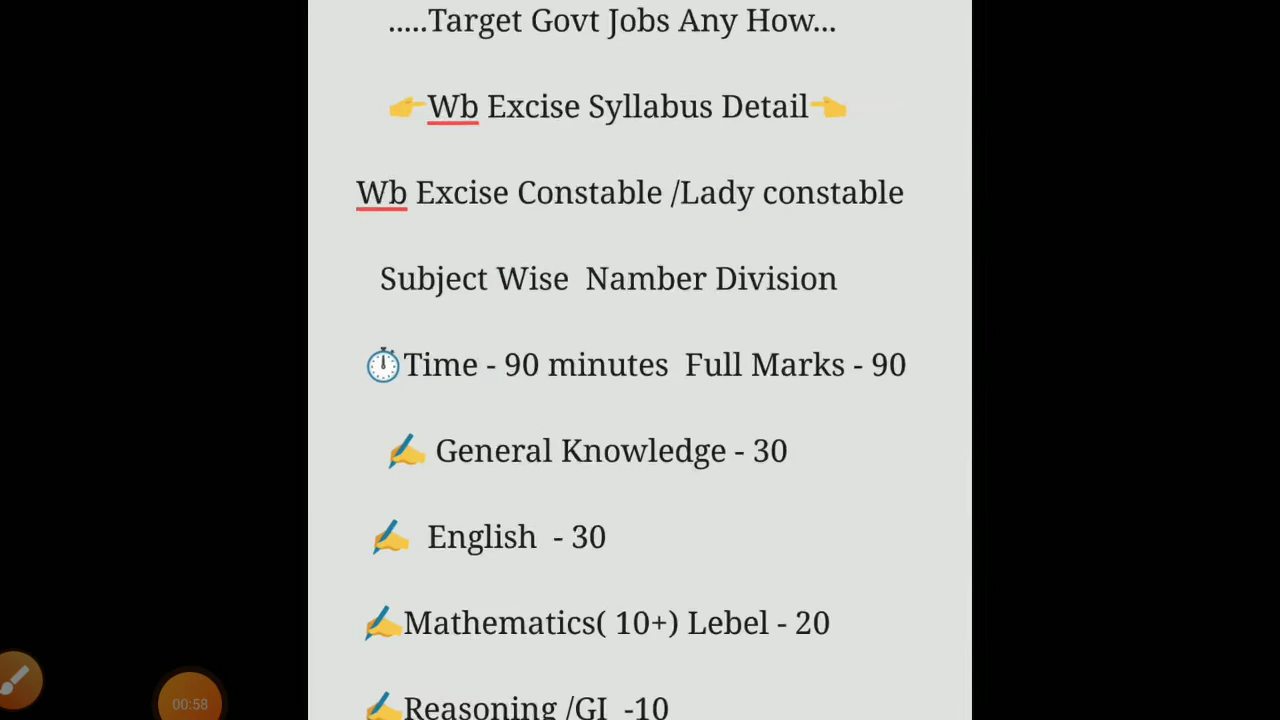 .....Target Govt Jobs Any How...
👉Wb Excise Syllabus Detail👈
Wb Excise Constable /Lady constable
Subject Wise  Namber Division
⏱️Time - 90 minutes  Full Marks - 90
✍️ General Knowledge - 30
✍️  English  - 30
✍️Mathematics( 10+) Lebel - 20
✍️Reasoning /GI  -10
00:58